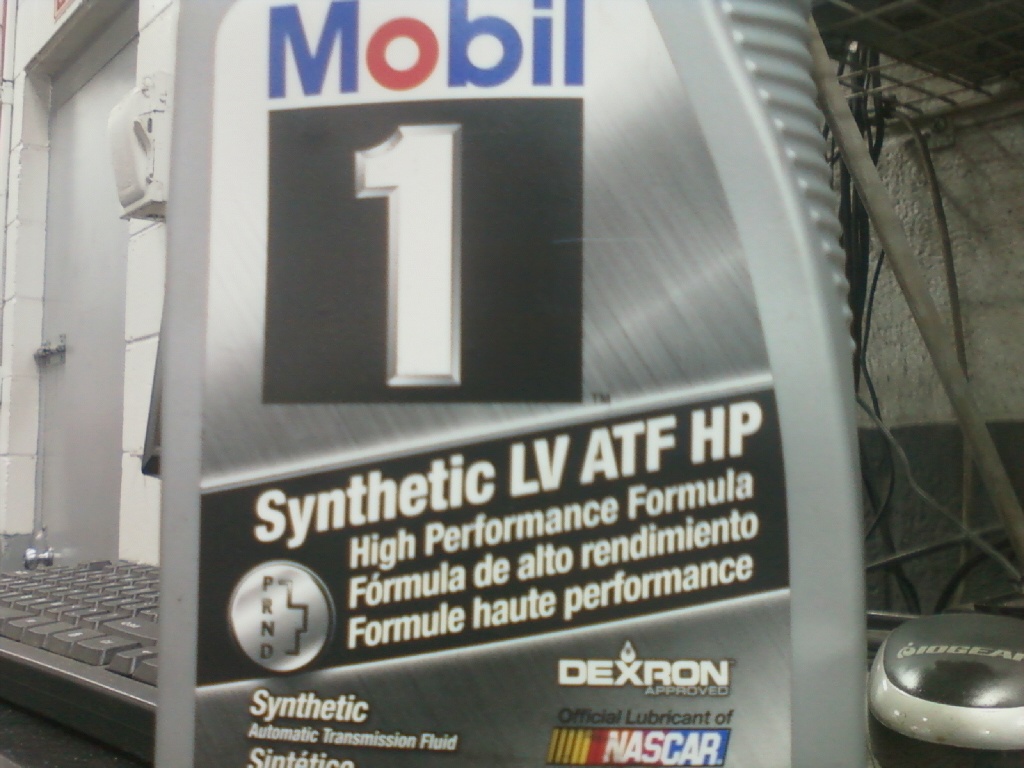 Mobil
1
™
Synthetic LV ATF HP
High Performance Formula
Fórmula de alto rendimiento
Formule haute performance
P
R
N
D
DEXRON
APPROVED
Synthetic
Automatic Transmission Fluid
Sintético
Official Lubricant of
NASCAR
IOGEAR